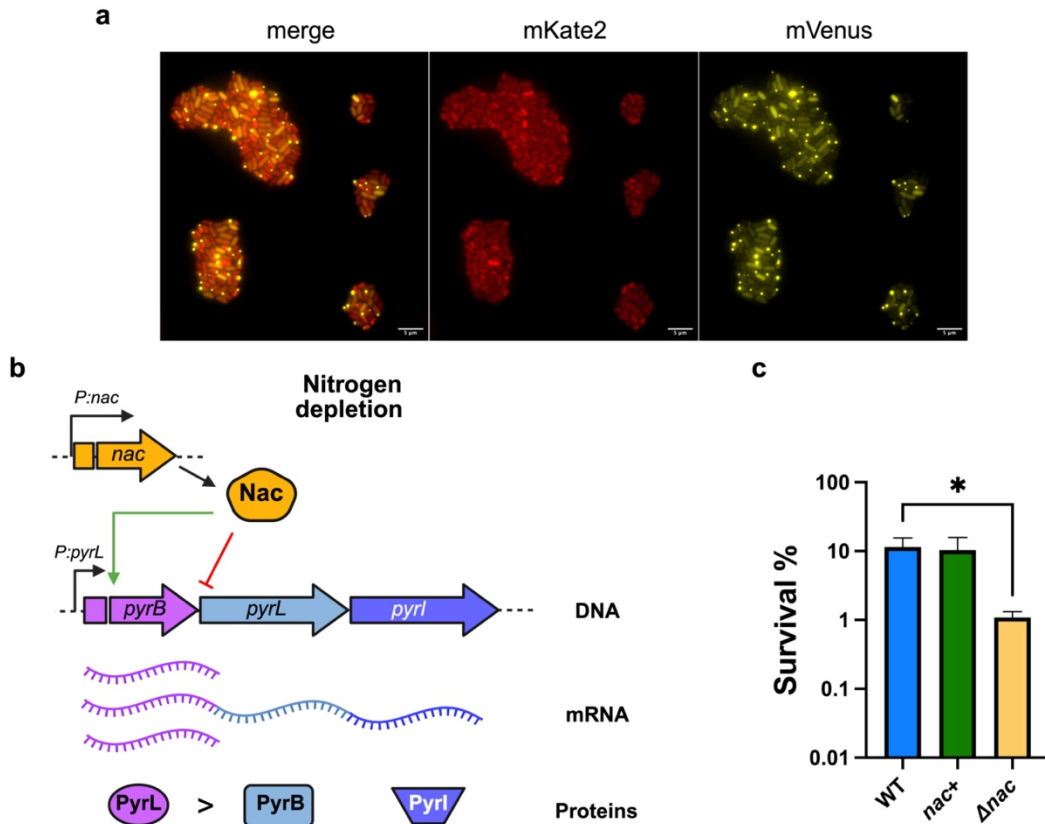 a
merge
mKate2
mVenus
5 µm
5 µm
5 µm
b
Nitrogen
depletion
P:nac
nac
Nac
P:pyrL
pyrB
pyrL
pyrI
DNA
mRNA
PyrL
>
PyrB
PyrI
Proteins
c
*
Survival %
100
10
1
0.1
0.01
WT
nac+
Δnac